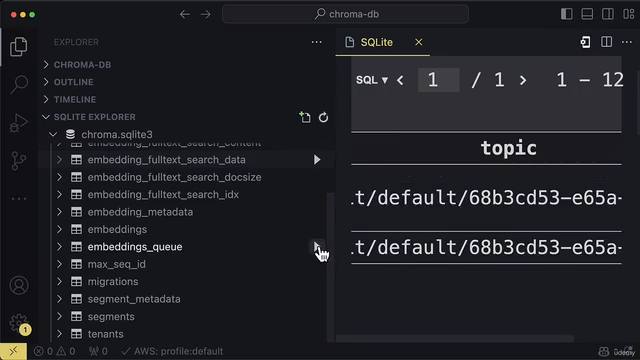 chroma-db
EXPLORER
SQLite
CHROMA-DB
OUTLINE
TIMELINE
SQLITE EXPLORER
chroma.sqlite3
embedding_fulltext_search_content
embedding_fulltext_search_data
embedding_fulltext_search_docsize
embedding_fulltext_search_idx
embedding_metadata
embeddings
embeddings_queue
max_seq_id
migrations
segment_metadata
segments
tenants
SQL 1 / 1 1 - 12
topic
t/default/68b3cd53-e65a-
t/default/68b3cd53-e65a-
1
0 0 0 AWS: profile:default
udemy